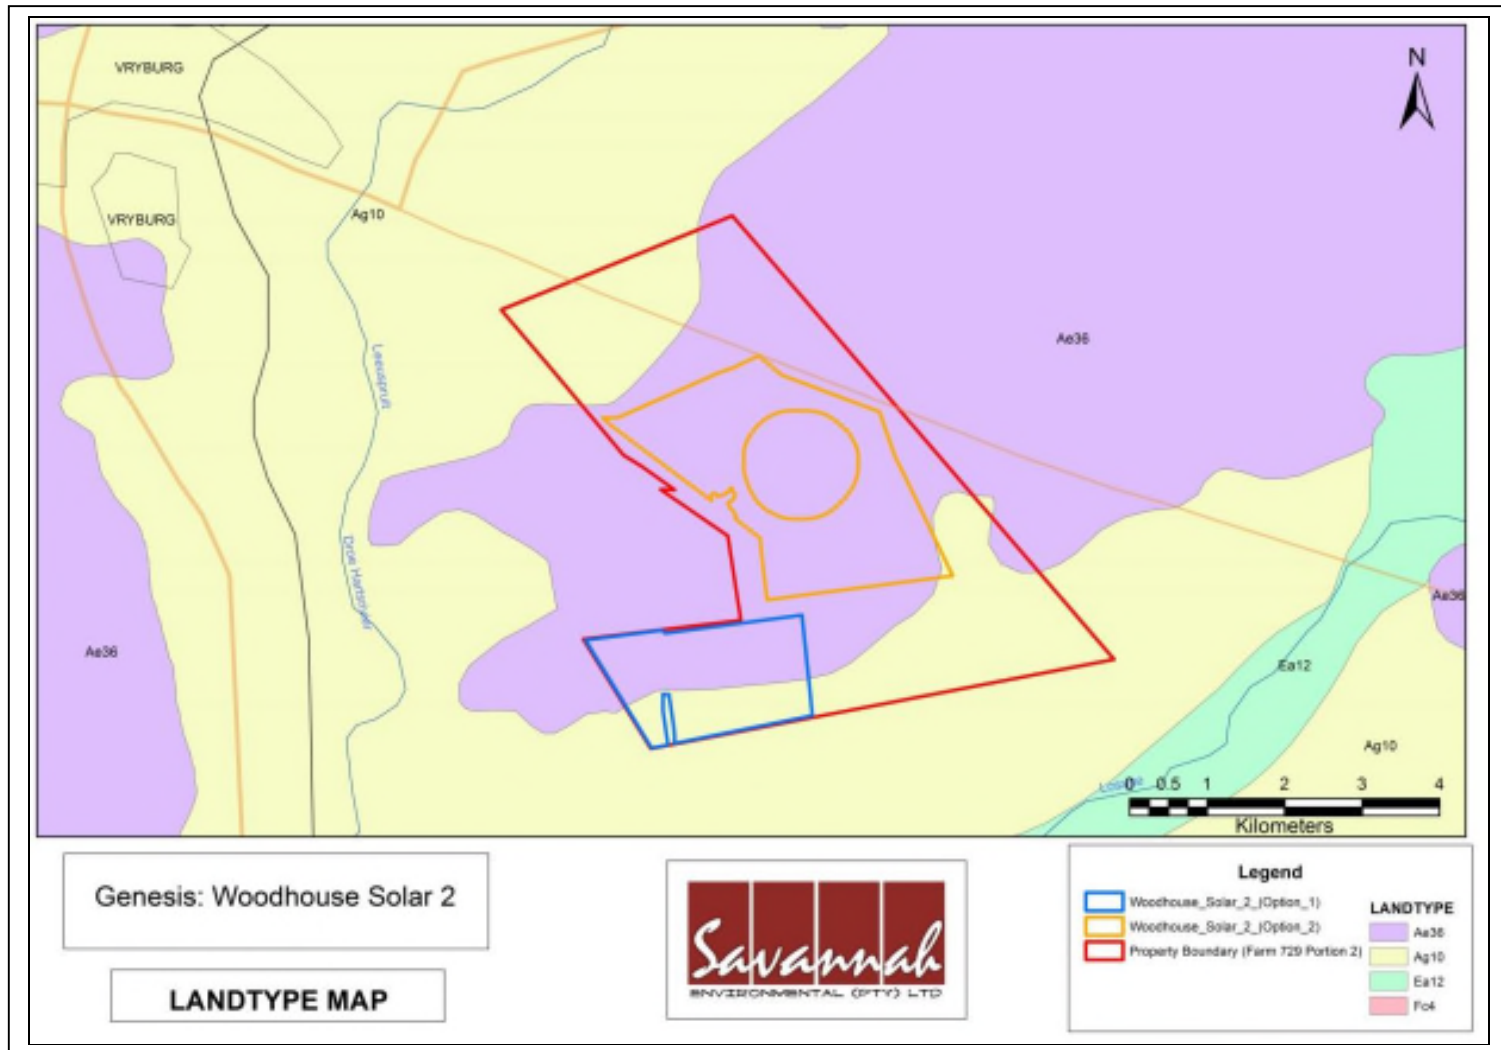 VRYBURG
N
VRYBURG
Ag10
Ae36
Leeuspruit
Droe Hartsrivier
Ae36
Ae36
Ea12
Ag10
0 0.5 1 2 3 4
Kilometers
Genesis: Woodhouse Solar 2
LANDTYPE MAP
Savannah
ENVIRONMENTAL (PTY) LTD
Legend
Woodhouse_Solar_2_(Option_1)
Woodhouse_Solar_2_(Option_2)
Property Boundary (Farm 729 Portion 2)
LANDTYPE
Ae36
Ag10
Ea12
Fc4